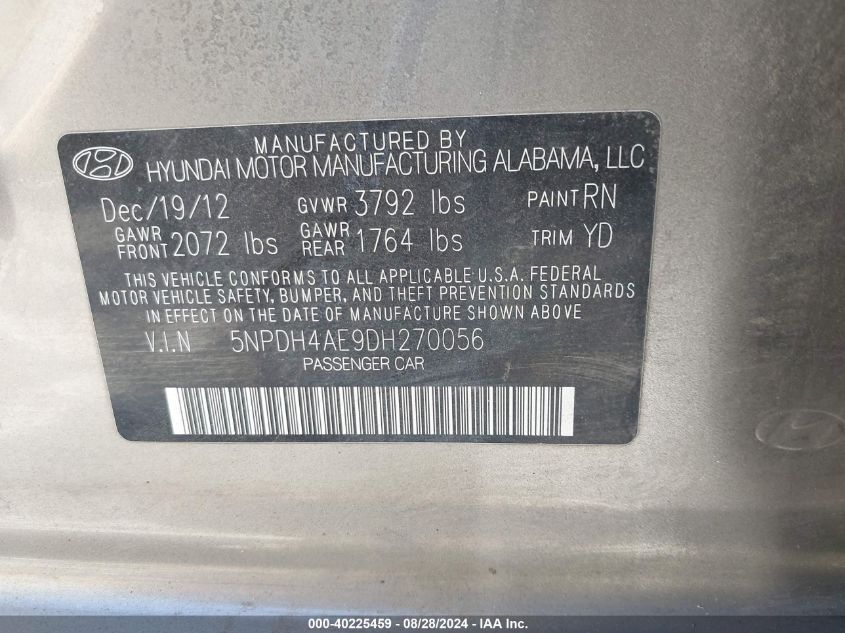 MANUFACTURED BY
HYUNDAI MOTOR MANUFACTURING ALABAMA, LLC
Dec/19/12 GVWR 3792 lbs PAINT RN
GAWR FRONT 2072 lbs GAWR REAR 1764 lbs TRIM YD
THIS VEHICLE CONFORMS TO ALL APPLICABLE U.S.A. FEDERAL
MOTOR VEHICLE SAFETY, BUMPER, AND THEFT PREVENTION STANDARDS
IN EFFECT ON THE DATE OF MANUFACTURE SHOWN ABOVE
V.I.N 5NPDH4AE9DH270056
PASSENGER CAR
000-40225459 - 08/28/2024 - IAA Inc.